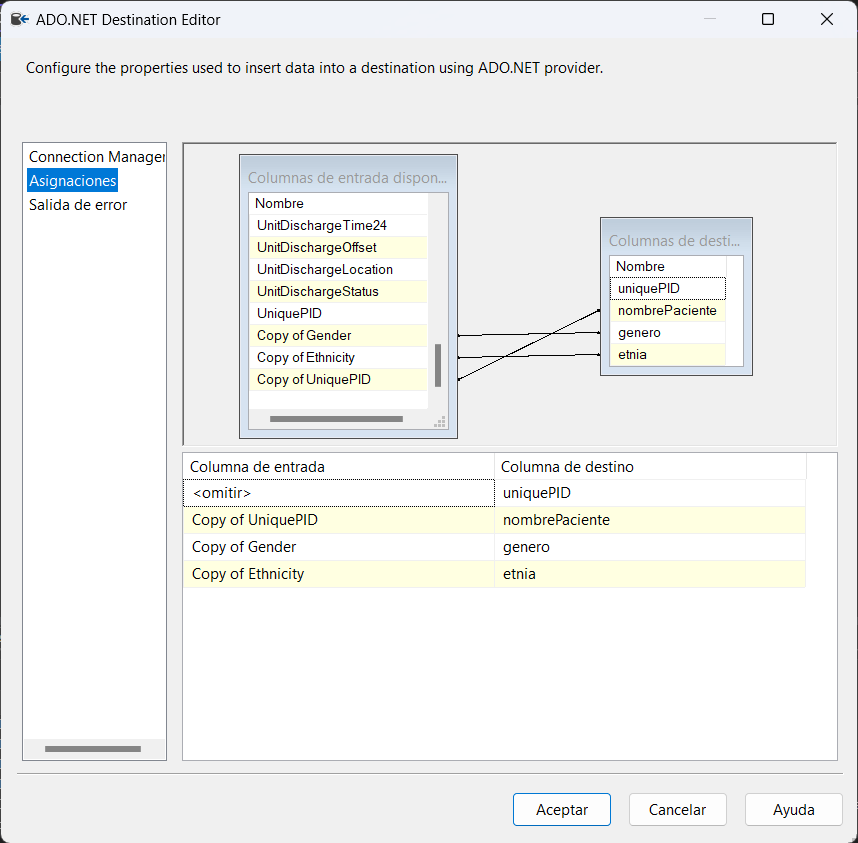 ADO.NET Destination Editor
Configure the properties used to insert data into a destination using ADO.NET provider.
Connection Manager
Asignaciones
Salida de error
Columnas de entrada dispon...
Nombre
UnitDischargeTime24
UnitDischargeOffset
UnitDischargeLocation
UnitDischargeStatus
UniquePID
Copy of Gender
Copy of Ethnicity
Copy of UniquePID
Columnas de desti...
Nombre
uniquePID
nombrePaciente
genero
etnia
Columna de entrada Columna de destino
<omitir> uniquePID
Copy of UniquePID nombrePaciente
Copy of Gender genero
Copy of Ethnicity etnia
Aceptar Cancelar Ayuda